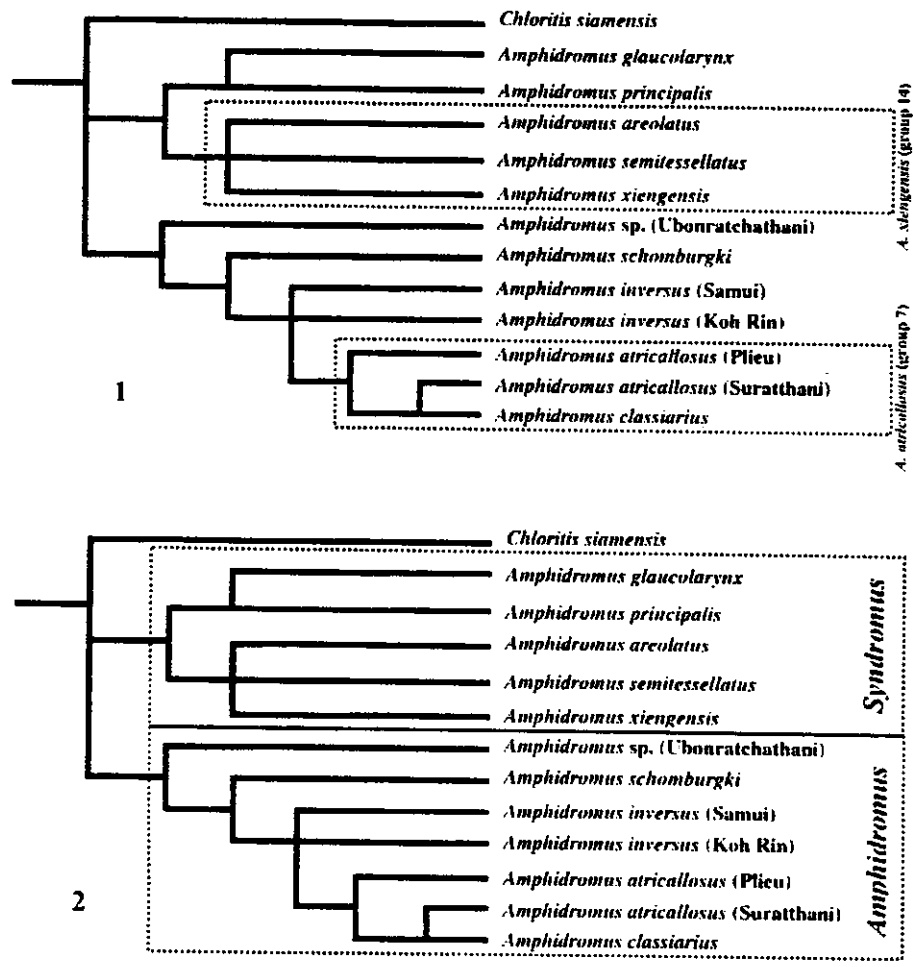 Chloritis siamensis
Amphidromus glaucolarynx
Amphidromus principalis
Amphidromus areolatus
Amphidromus semitessellatus
Amphidromus xiengensis
A. xiengensis (group 14)
Amphidromus sp. (Ubonratchathani)
Amphidromus schomburgki
Amphidromus inversus (Samui)
Amphidromus inversus (Koh Rin)
Amphidromus atricallosus (Plieu)
Amphidromus atricallosus (Suratthani)
Amphidromus classiarius
A. atricallosus (group 7)
1
Chloritis siamensis
Amphidromus glaucolarynx
Amphidromus principalis
Amphidromus areolatus
Amphidromus semitessellatus
Amphidromus xiengensis
Syndromus
Amphidromus sp. (Ubonratchathani)
Amphidromus schomburgki
Amphidromus inversus (Samui)
Amphidromus inversus (Koh Rin)
Amphidromus atricallosus (Plieu)
Amphidromus atricallosus (Suratthani)
Amphidromus classiarius
Amphidromus
2